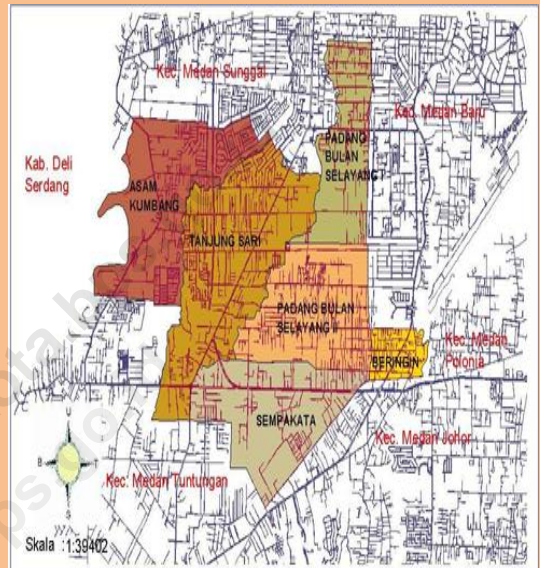 Kec. Medan Sunggal
Kec. Medan Baru
Kab. Deli
Serdang
PADANG
BULAN
SELAYANG I
ASAM
KUMBANG
TANJUNG SARI
PADANG BULAN
SELAYANG II
Kec. Medan
Polonia
BERINGIN
SEMPAKATA
Kec. Medan Johor
Kec. Medan Tuntungan
U
B
S
Skala :1:39402